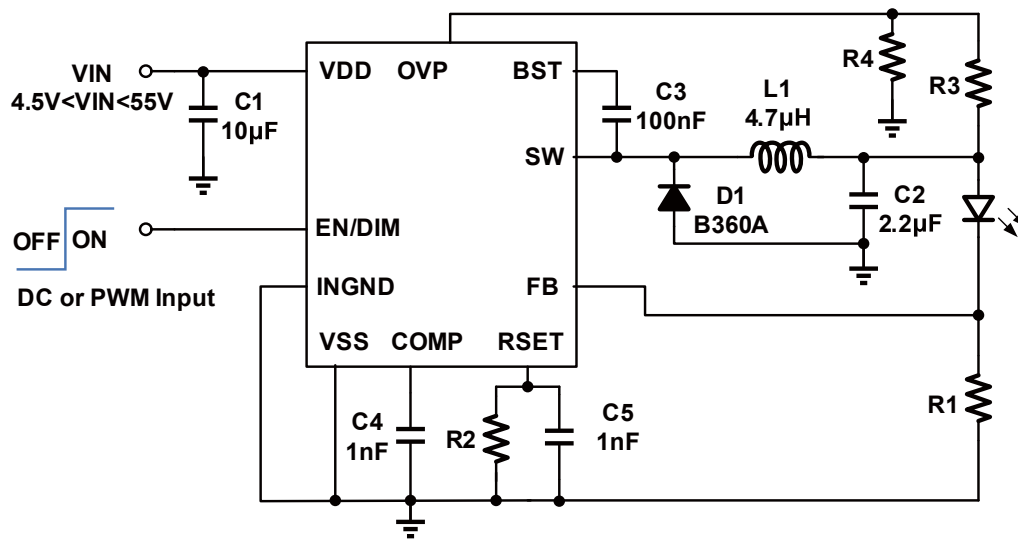 VIN
4.5V<VIN<55V
C1
10µF
VDD
OVP
BST
SW
EN/DIM
INGND
FB
VSS
COMP
RSET
C3
100nF
L1
4.7µH
R4
R3
D1
B360A
C2
2.2µF
OFF
ON
DC or PWM Input
C4
1nF
R2
C5
1nF
R1